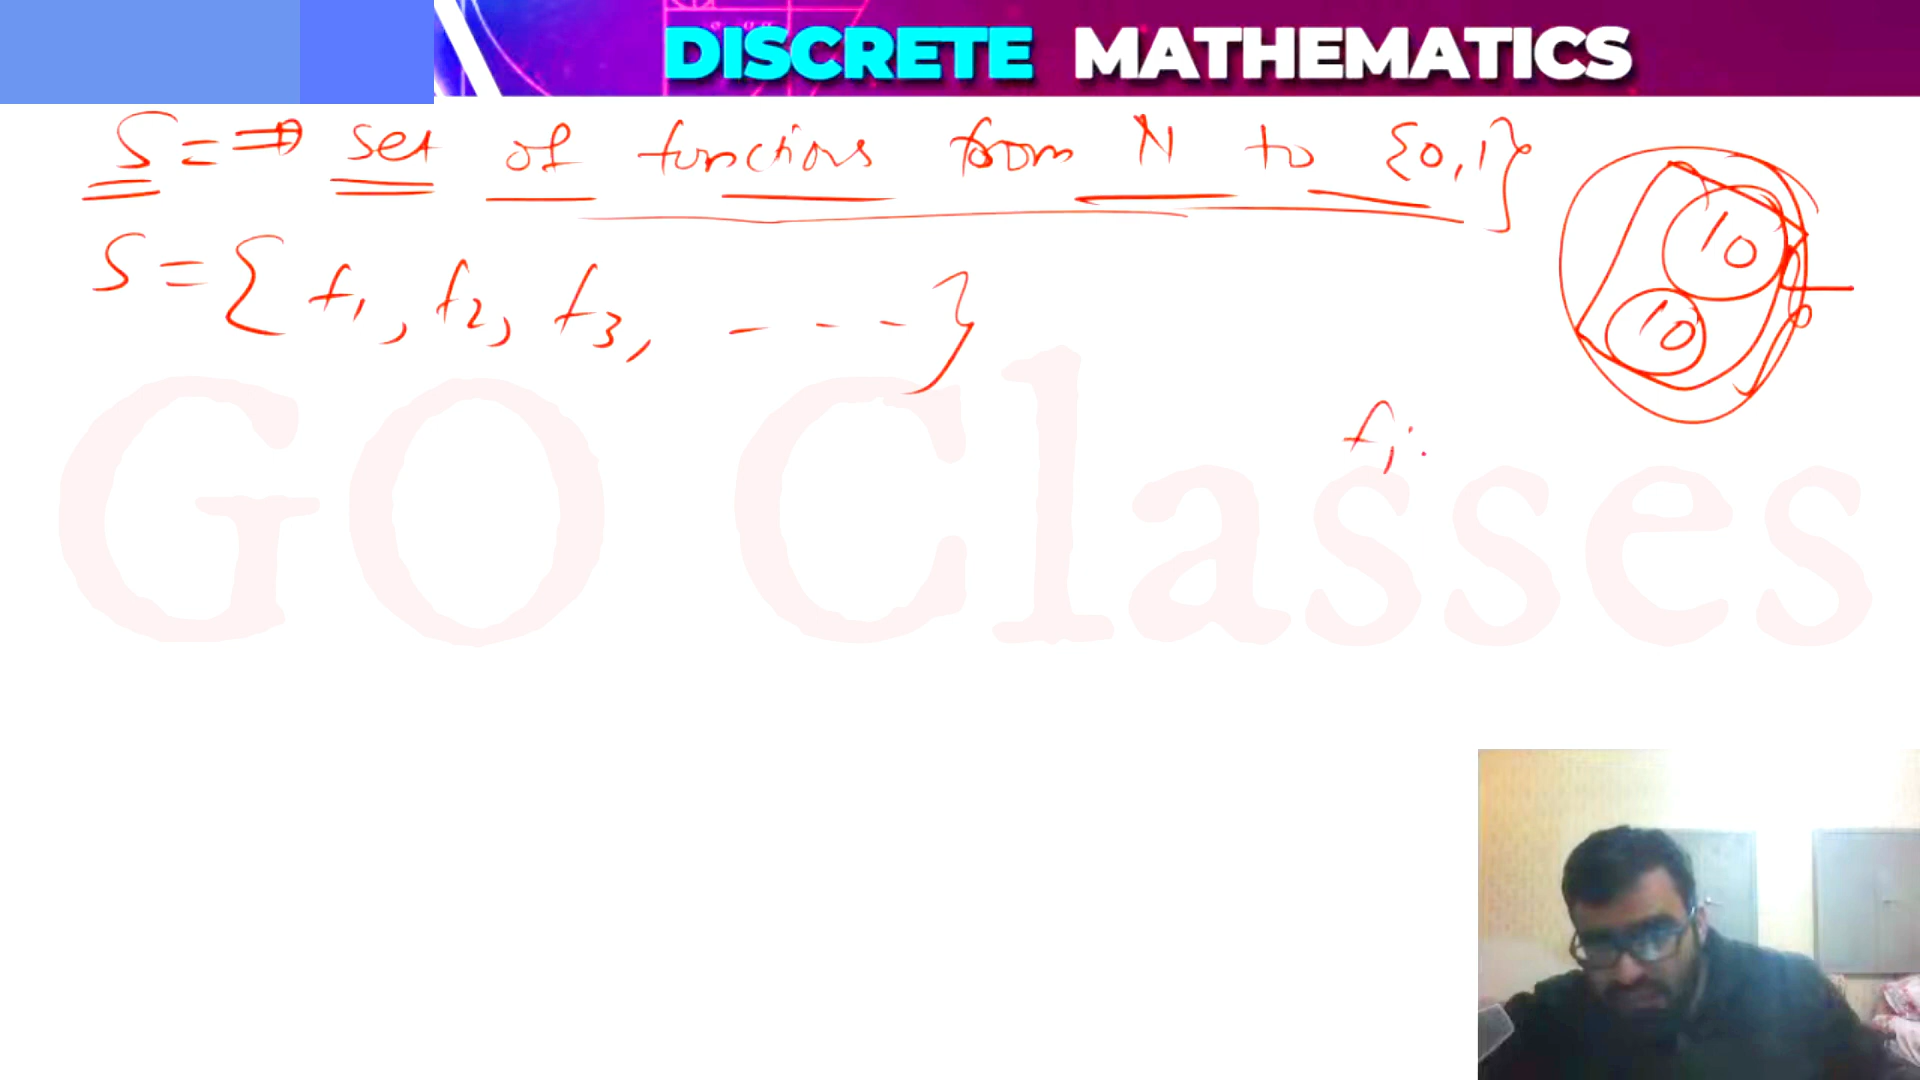 DISCRETE MATHEMATICS
S = ⇒ set of functions from N to {0,1}
S = { f1, f2, f3, ---- }
10
10
fi:
GO Classes